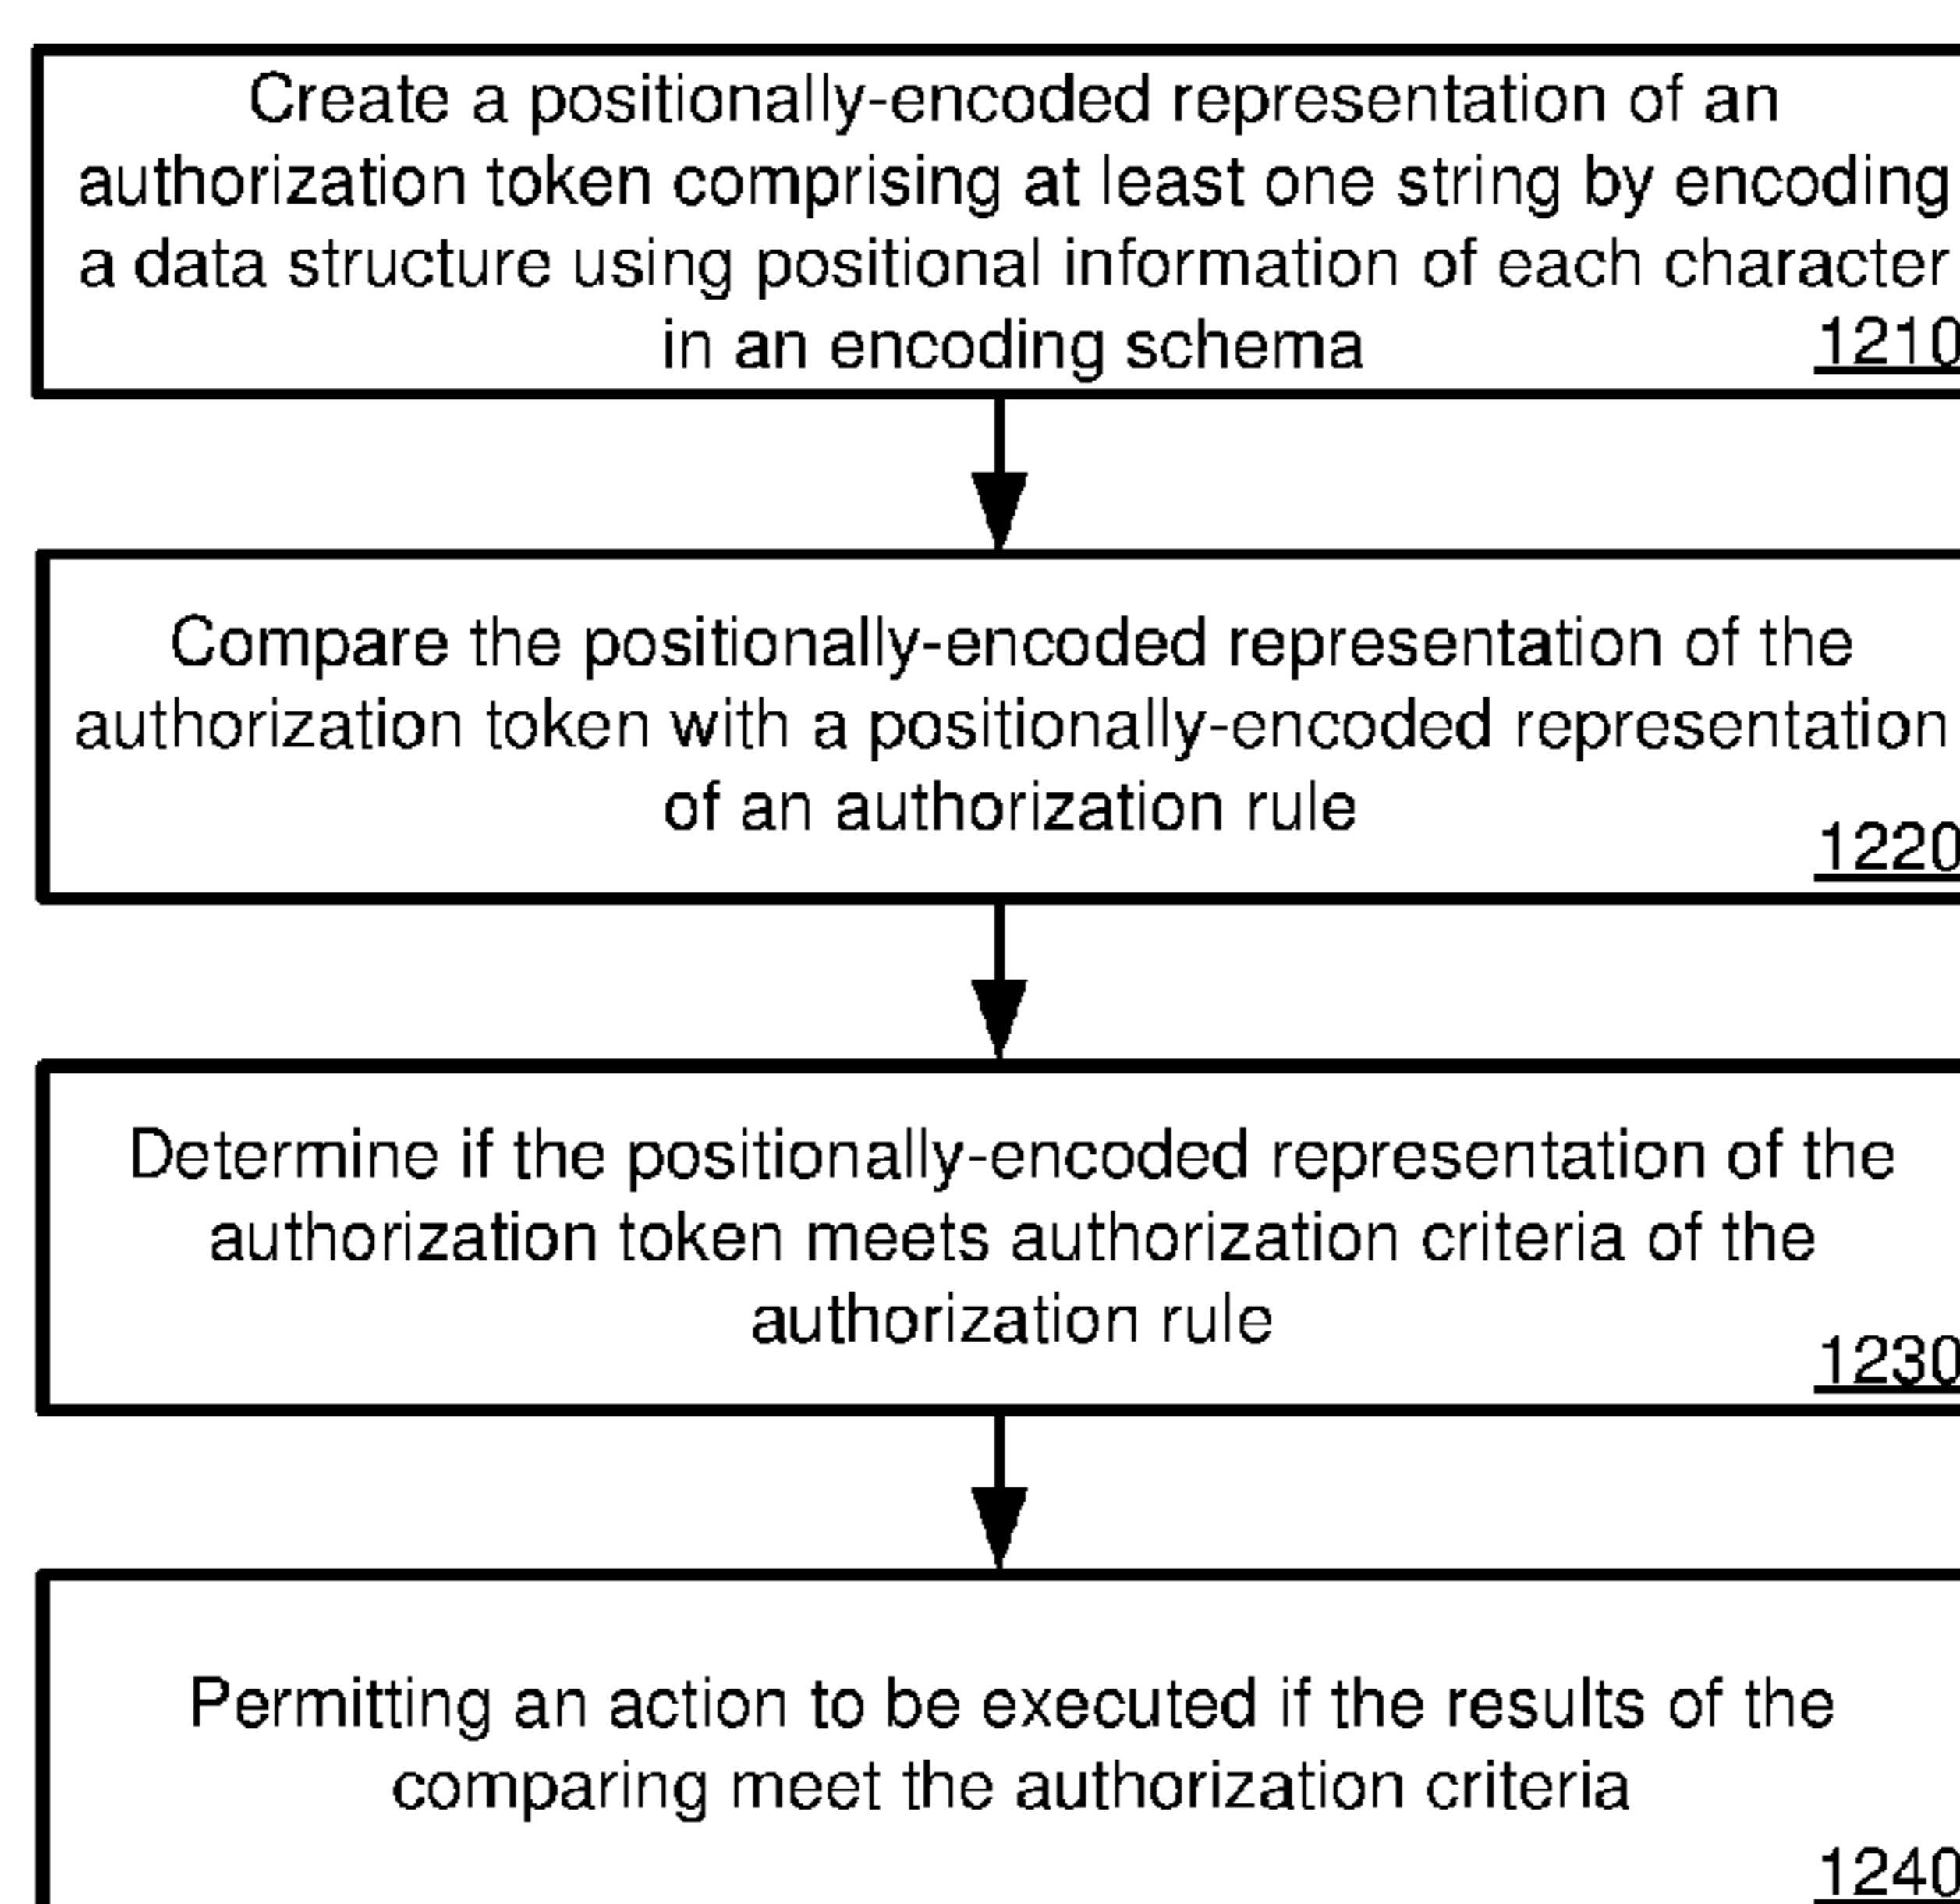 Create a positionally-encoded representation of an
authorization token comprising at least one string by encoding
a data structure using positional information of each character
in an encoding schema
1210
Compare the positionally-encoded representation of the
authorization token with a positionally-encoded representation
of an authorization rule
1220
Determine if the positionally-encoded representation of the
authorization token meets authorization criteria of the
authorization rule
1230
Permitting an action to be executed if the results of the
comparing meet the authorization criteria
1240